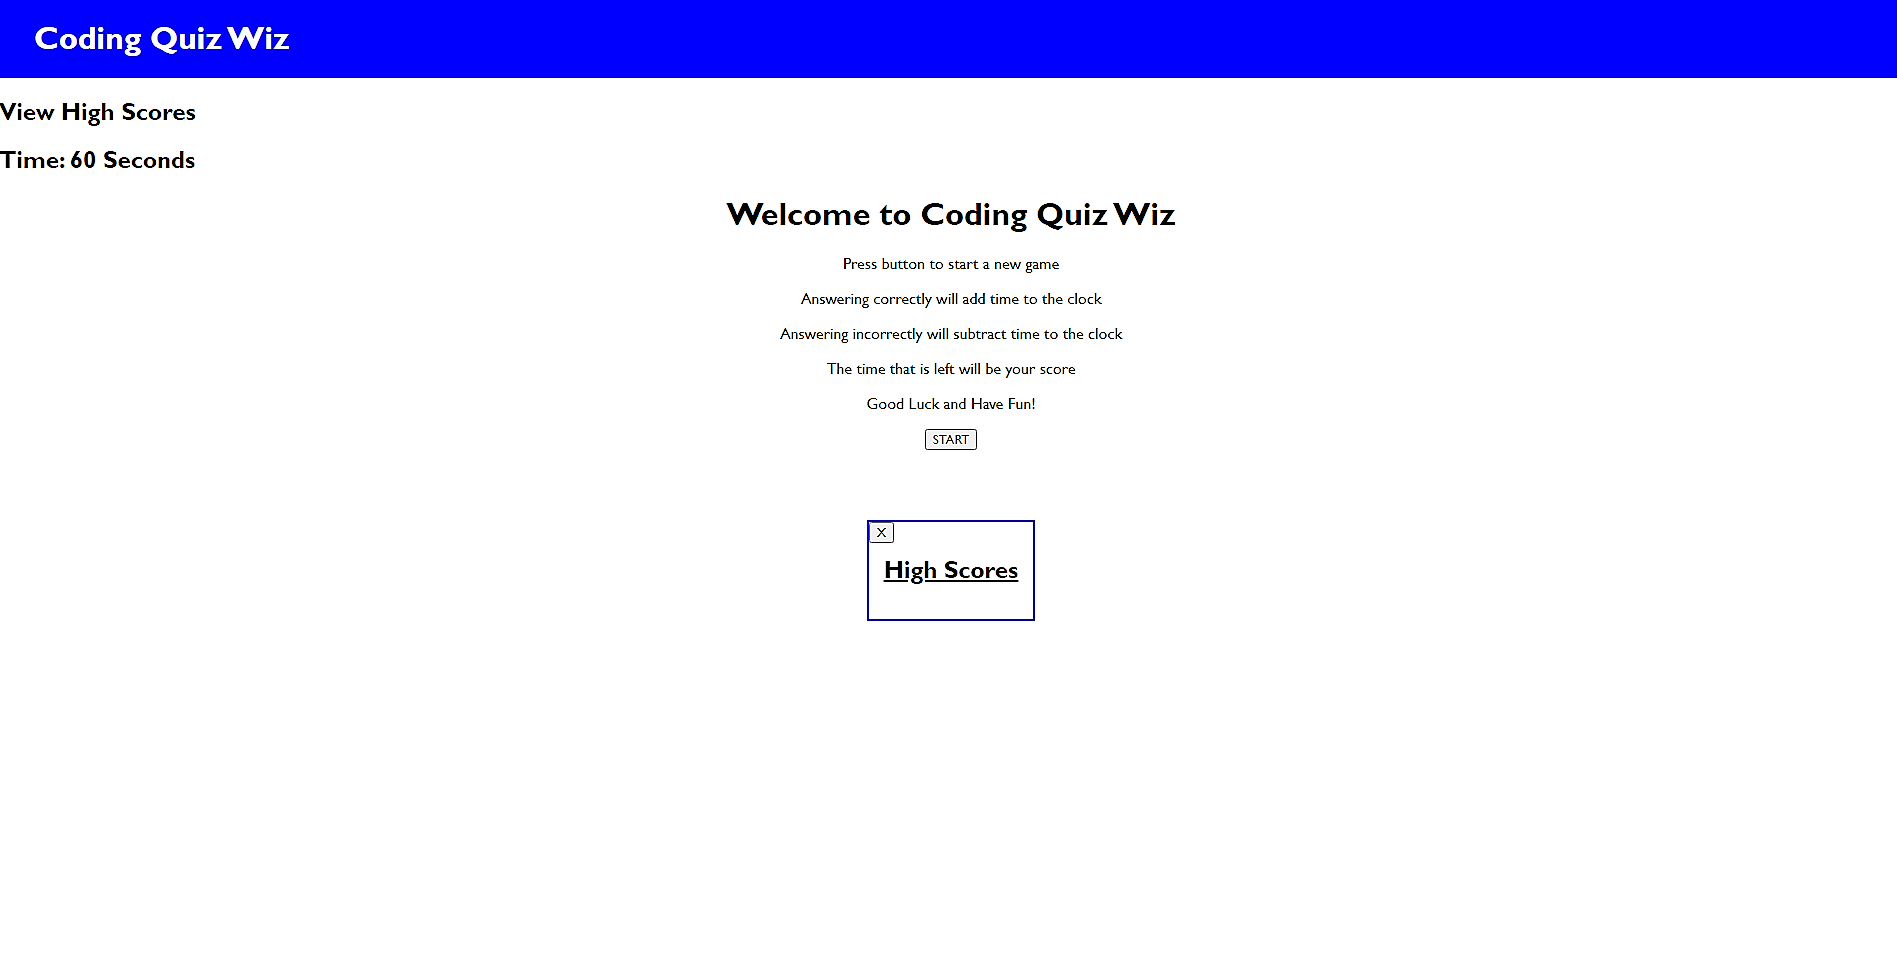 Coding Quiz Wiz
View High Scores
Time: 60 Seconds
Welcome to Coding Quiz Wiz
Press button to start a new game
Answering correctly will add time to the clock
Answering incorrectly will subtract time to the clock
The time that is left will be your score
Good Luck and Have Fun!
START
X
High Scores